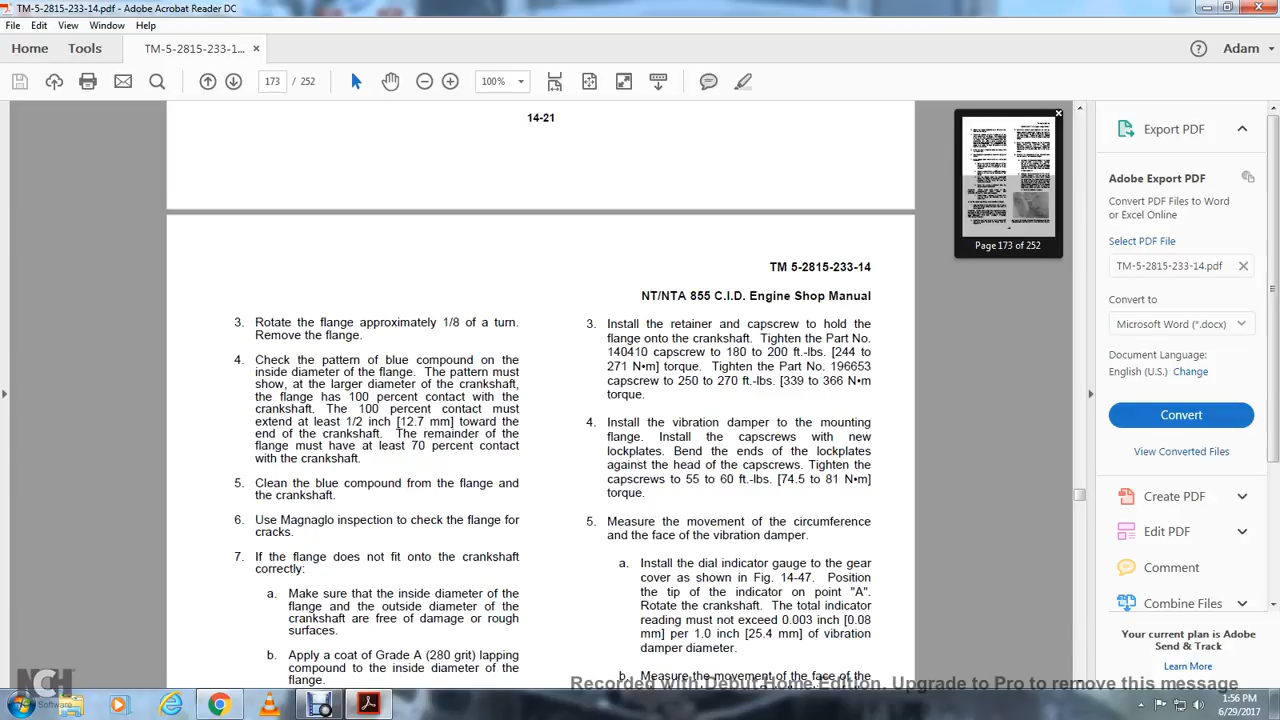 TM-5-2815-233-14.pdf - Adobe Acrobat Reader DC
File Edit View Window Help
Home Tools TM-5-2815-233-1... × Adam
173 / 252 100%
14-21
TM 5-2815-233-14
NT/NTA 855 C.I.D. Engine Shop Manual
3. Rotate the flange approximately 1/8 of a turn.
Remove the flange.
4. Check the pattern of blue compound on the
inside diameter of the flange. The pattern must
show, at the larger diameter of the crankshaft,
the flange has 100 percent contact with the
crankshaft. The 100 percent contact must
extend at least 1/2 inch [12.7 mm] toward the
end of the crankshaft. The remainder of the
flange must have at least 70 percent contact
with the crankshaft.
5. Clean the blue compound from the flange and
the crankshaft.
6. Use Magnaglo inspection to check the flange for
cracks.
7. If the flange does not fit onto the crankshaft
correctly:
a. Make sure that the inside diameter of the
flange and the outside diameter of the
crankshaft are free of damage or rough
surfaces.
b. Apply a coat of Grade A (280 grit) lapping
compound to the inside diameter of the
flange.
3. Install the retainer and capscrew to hold the
flange onto the crankshaft. Tighten the Part No.
140410 capscrew to 180 to 200 ft.-lbs. [244 to
271 N•m] torque. Tighten the Part No. 196653
capscrew to 250 to 270 ft.-lbs. [339 to 366 N•m
torque.
4. Install the vibration damper to the mounting
flange. Install the capscrews with new
lockplates. Bend the ends of the lockplates
against the head of the capscrews. Tighten the
capscrews to 55 to 60 ft.-lbs. [74.5 to 81 N•m]
torque.
5. Measure the movement of the circumference
and the face of the vibration damper.
a. Install the dial indicator gauge to the gear
cover as shown in Fig. 14-47. Position
the tip of the indicator on point "A".
Rotate the crankshaft. The total indicator
reading must not exceed 0.003 inch [0.08
mm] per 1.0 inch [25.4 mm] of vibration
damper diameter.
b. Measure the movement of the face of the
Page 173 of 252
Export PDF
Adobe Export PDF
Convert PDF Files to Word
or Excel Online
Select PDF File
TM-5-2815-233-14.pdf
Convert to
Microsoft Word (*.docx)
Document Language:
English (U.S.) Change
Convert
View Converted Files
Create PDF
Edit PDF
Comment
Combine Files
Your current plan is Adobe
Send & Track
Learn More
Recorded with Debut Home Edition. Upgrade to Pro to remove this message
NCH
Software
1:56 PM
6/29/2017